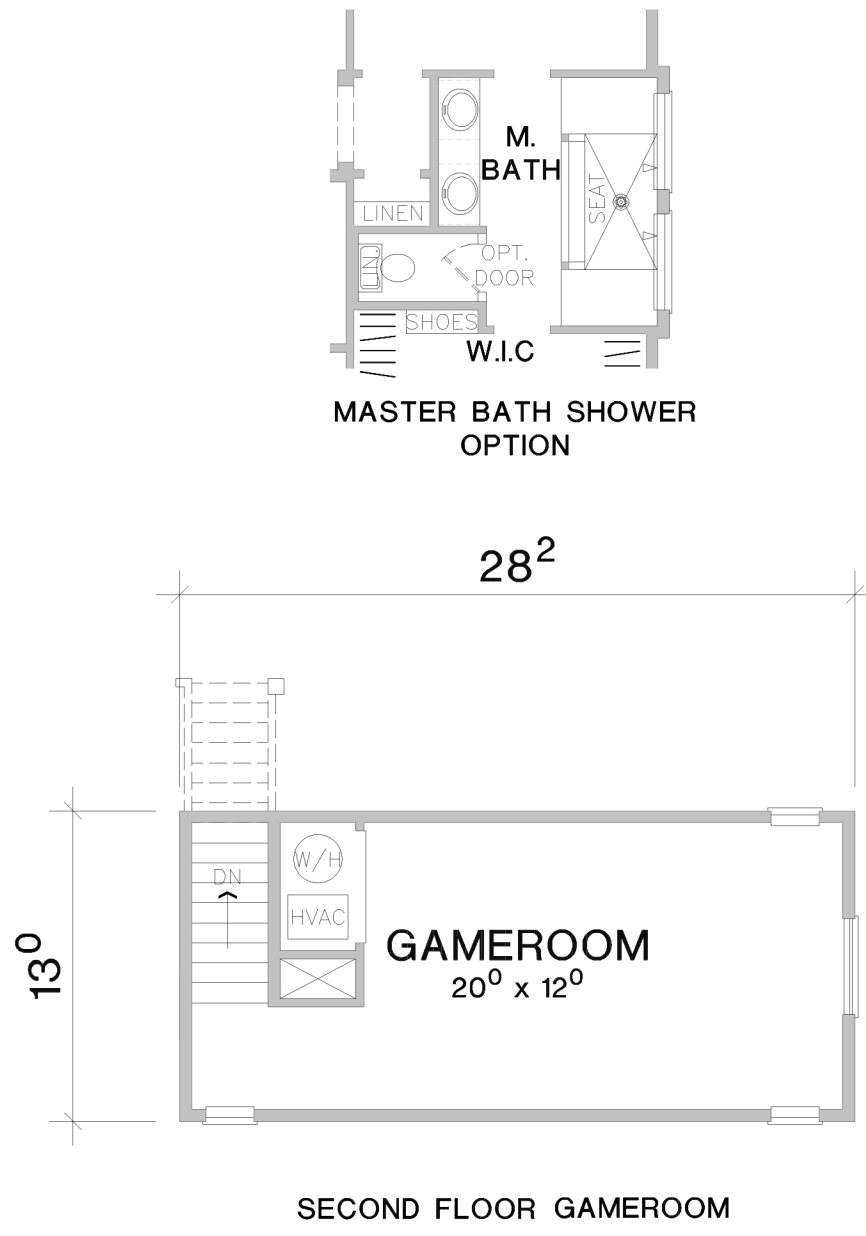 M.
BATH
SEAT
LINEN
LIN.
OPT.
DOOR
SHOES
W.I.C
MASTER BATH SHOWER
OPTION
28²
W/H
DN
HVAC
GAMEROOM
13⁰
20⁰ x 12⁰
SECOND FLOOR GAMEROOM